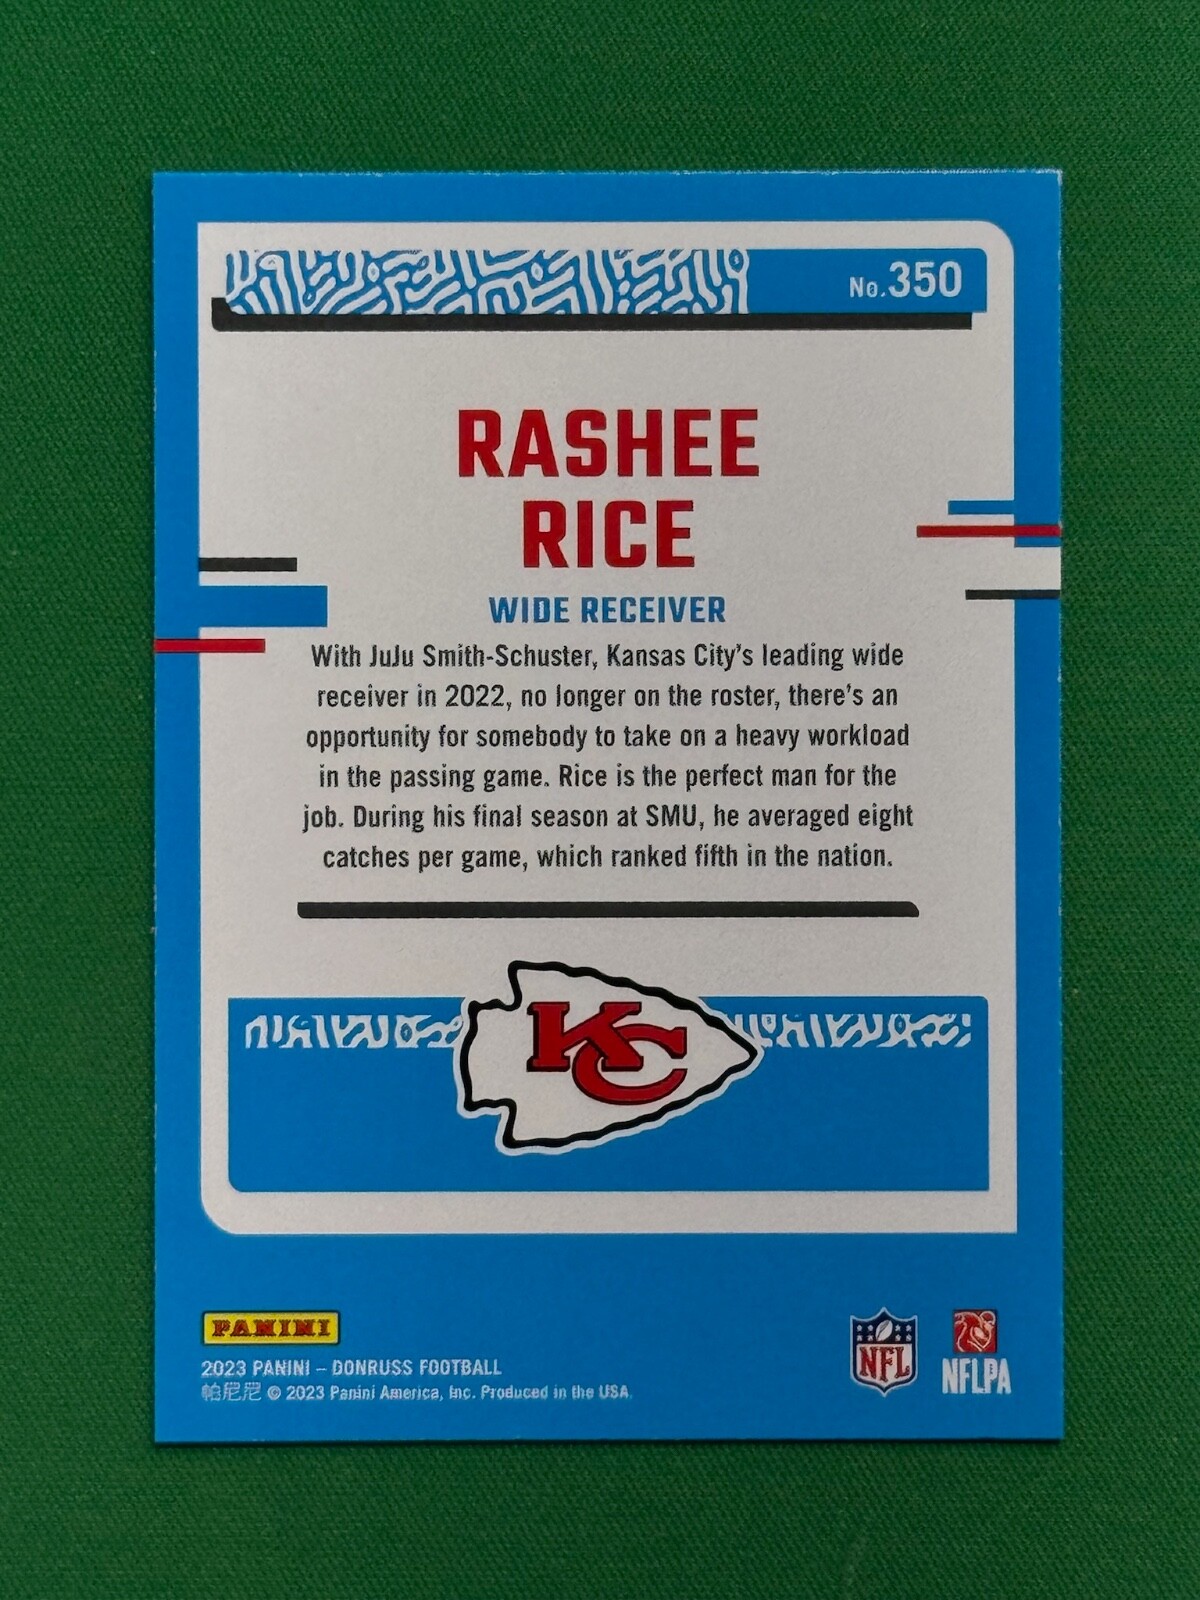 No.350
RASHEE
RICE
WIDE RECEIVER
With JuJu Smith-Schuster, Kansas City's leading wide
receiver in 2022, no longer on the roster, there's an
opportunity for somebody to take on a heavy workload
in the passing game. Rice is the perfect man for the
job. During his final season at SMU, he averaged eight
catches per game, which ranked fifth in the nation.
KC
PANINI
NFL
NFLPA
2023 PANINI – DONRUSS FOOTBALL
帕尼尼 © 2023 Panini America, Inc. Produced in the USA.